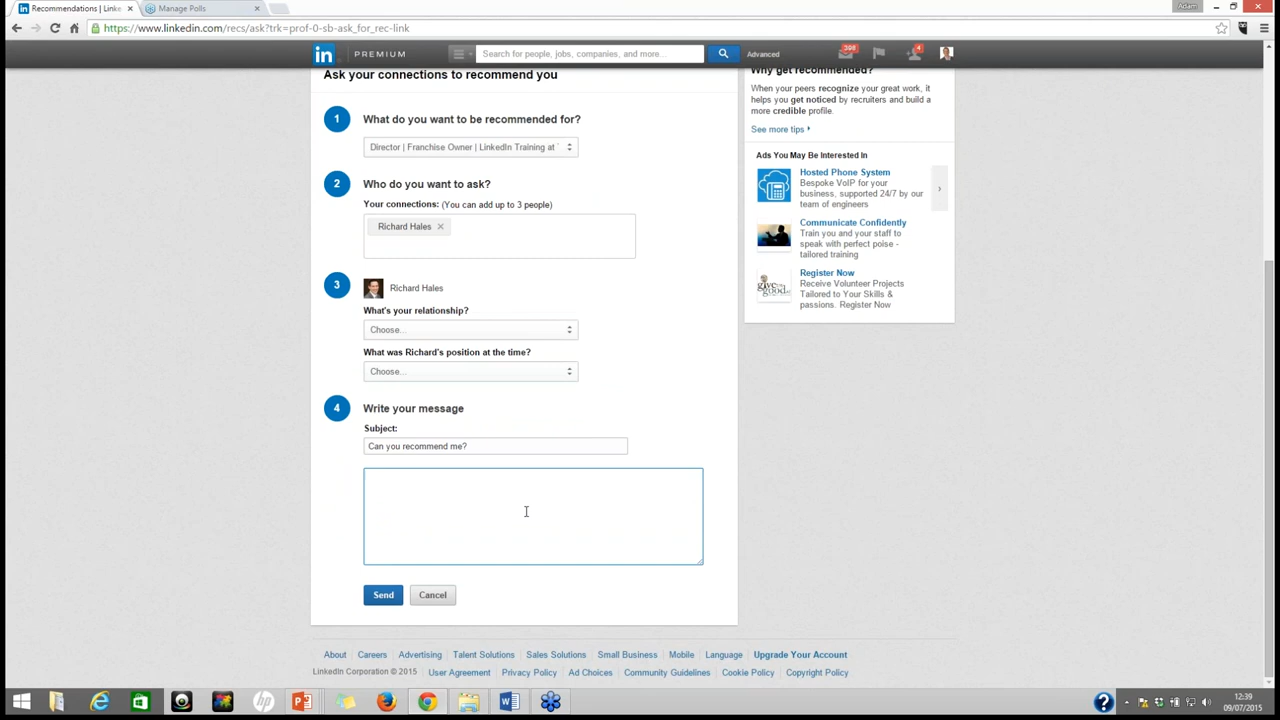 Recommendations | Linke
Manage Polls
Adam
https://www.linkedin.com/recs/ask?trk=prof-0-sb-ask_for_rec-link
in PREMIUM
Search for people, jobs, companies, and more...
Advanced
398
4
Ask your connections to recommend you
1 What do you want to be recommended for?
Director | Franchise Owner | LinkedIn Training at
2 Who do you want to ask?
Your connections: (You can add up to 3 people)
Richard Hales
3 Richard Hales
What's your relationship?
Choose...
What was Richard's position at the time?
Choose...
4 Write your message
Subject:
Can you recommend me?
Send
Cancel
Why get recommended?
When your peers recognize your great work, it
helps you get noticed by recruiters and build a
more credible profile.
See more tips
Ads You May Be Interested In
Hosted Phone System
Bespoke VoIP for your
business, supported 24/7 by our
team of engineers
Communicate Confidently
Train you and your staff to
speak with perfect poise -
tailored training
give good
Register Now
Receive Volunteer Projects
Tailored to Your Skills &
passions. Register Now
About Careers Advertising Talent Solutions Sales Solutions Small Business Mobile Language Upgrade Your Account
LinkedIn Corporation © 2015 User Agreement Privacy Policy Ad Choices Community Guidelines Cookie Policy Copyright Policy
12:39
09/07/2015